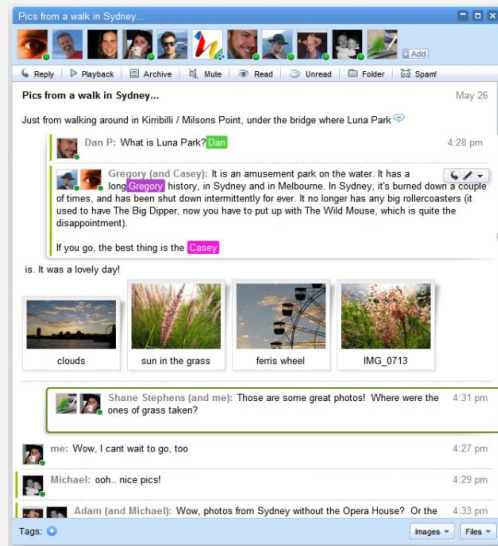 Pics from a walk in Sydney...
Add
Reply Playback Archive Mute Read Unread Folder Spam!
Pics from a walk in Sydney... May 26
Just from walking around in Kirribilli / Milsons Point, under the bridge where Luna Park
Dan P: What is Luna Park? Dan 4:28 pm
Gregory (and Casey): It is an amusement park on the water. It has a
long Gregory history, in Sydney and in Melbourne. In Sydney, it's burned down a couple
of times, and has been shut down intermittently for ever. It no longer has any big rollercoasters (it
used to have The Big Dipper, now you have to put up with The Wild Mouse, which is quite the
disappointment).
If you go, the best thing is the Casey
is. It was a lovely day!
clouds sun in the grass ferris wheel IMG_0713
Shane Stephens (and me): Those are some great photos! Where were the 4:31 pm
ones of grass taken?
me: Wow, I cant wait to go, too 4:27 pm
Michael: ooh.. nice pics! 4:29 pm
Adam (and Michael): Wow, photos from Sydney without the Opera House? Or the 4:33 pm
Tags: Images Files